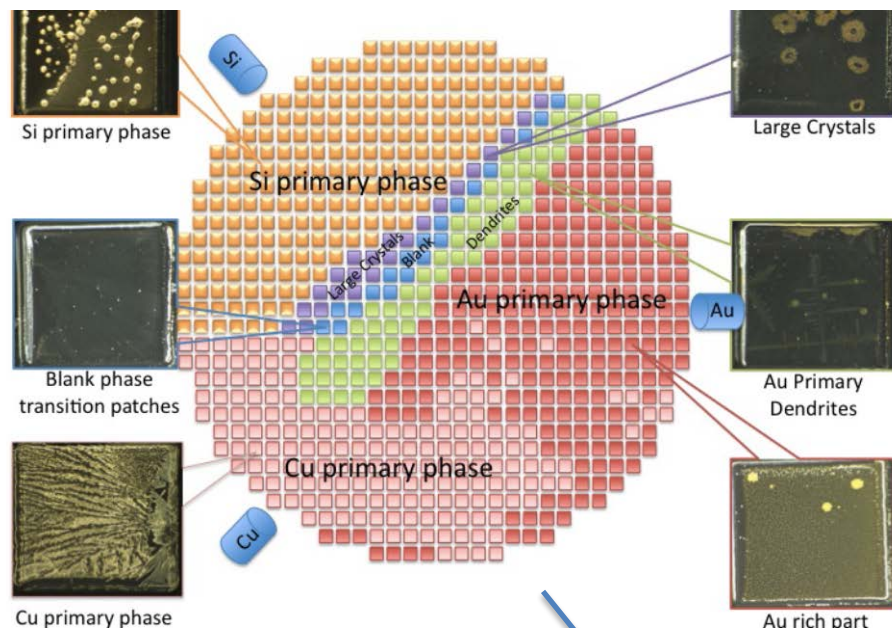 Si
Si primary phase
Large Crystals
Si primary phase
Large Crystals
Blank
Dendrites
Au primary phase
Au
Blank phase
transition patches
Au Primary
Dendrites
Cu primary phase
Cu
Cu primary phase
Au rich part